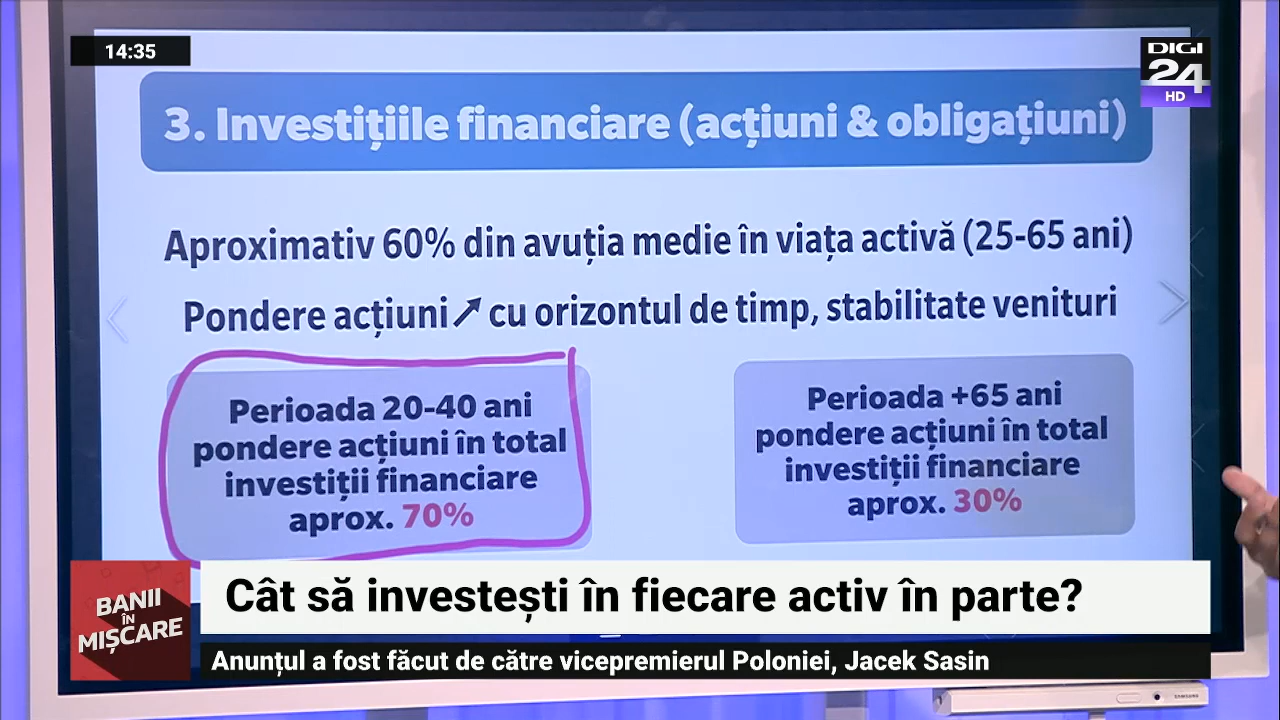 14:35
DIGI
24
HD
3. Investițiile financiare (acțiuni & obligațiuni)
Aproximativ 60% din avuția medie în viața activă (25-65 ani)
Pondere acțiuni↗ cu orizontul de timp, stabilitate venituri
Perioada 20-40 ani
pondere acțiuni în total
investiții financiare
aprox. 70%
Perioada +65 ani
pondere acțiuni în total
investiții financiare
aprox. 30%
BANII
ÎN
MIȘCARE
Cât să investești în fiecare activ în parte?
Anunțul a fost făcut de către vicepremierul Poloniei, Jacek Sasin
SAMSUNG